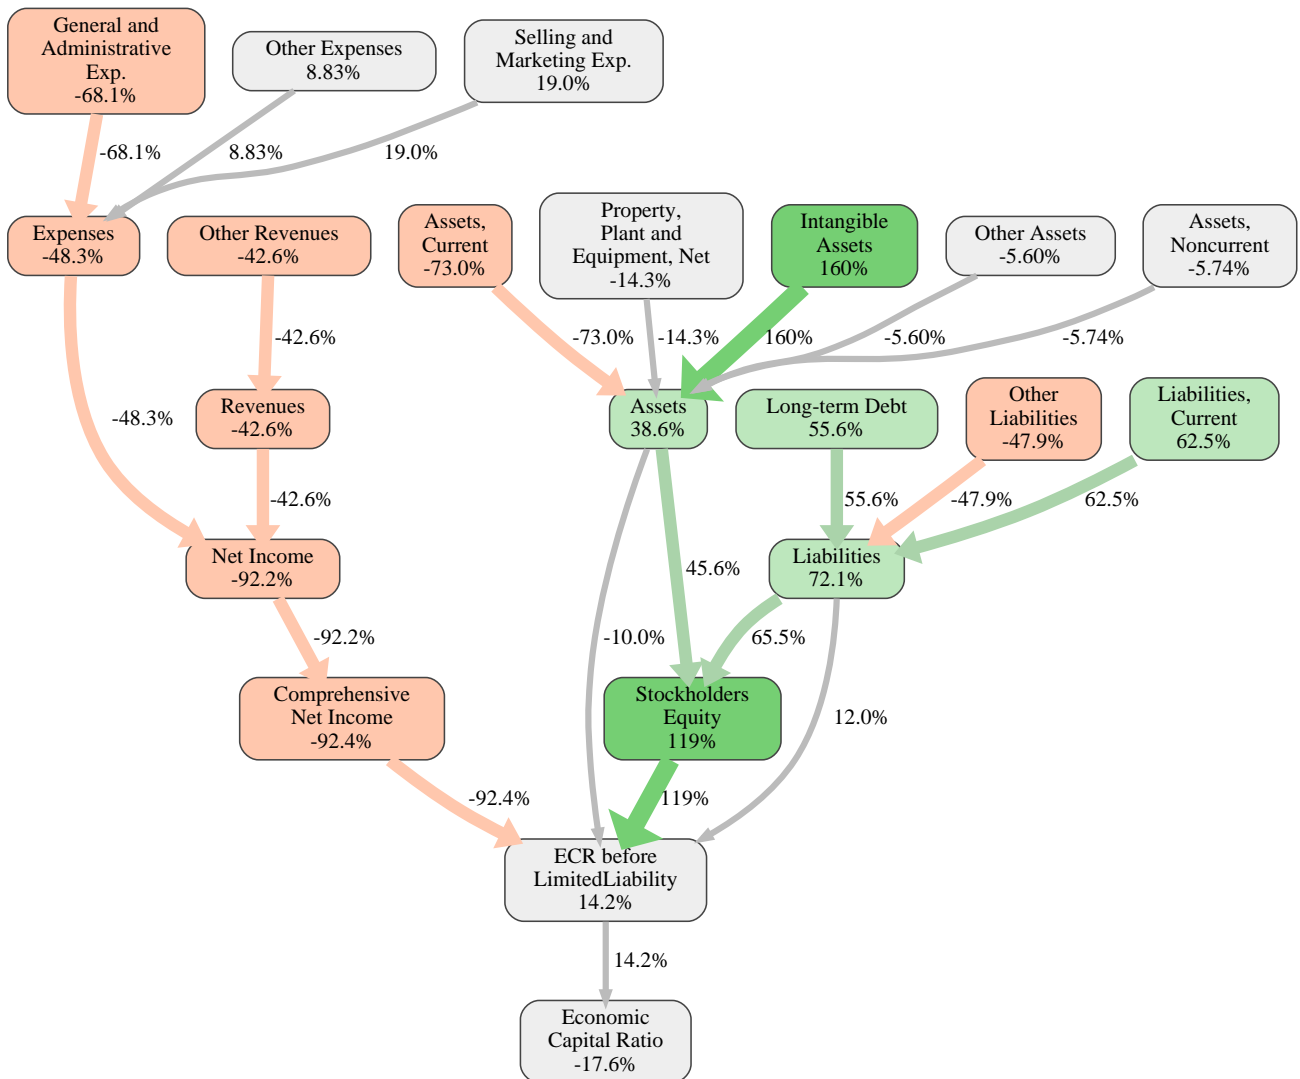 General and
Administrative
Exp.
-68.1%
Other Expenses
8.83%
Selling and
Marketing Exp.
19.0%
-68.1%
8.83%
19.0%
Expenses
-48.3%
Other Revenues
-42.6%
Assets,
Current
-73.0%
Property,
Plant and
Equipment, Net
-14.3%
Intangible
Assets
160%
Other Assets
-5.60%
Assets,
Noncurrent
-5.74%
-42.6%
-73.0%
-14.3%
160%
-5.60%
-5.74%
-48.3%
Revenues
-42.6%
Assets
38.6%
Long-term Debt
55.6%
Other
Liabilities
-47.9%
Liabilities,
Current
62.5%
-42.6%
55.6%
-47.9%
62.5%
Net Income
-92.2%
45.6%
Liabilities
72.1%
-92.2%
-10.0%
65.5%
Comprehensive
Net Income
-92.4%
Stockholders
Equity
119%
12.0%
-92.4%
119%
ECR before
LimitedLiability
14.2%
14.2%
Economic
Capital Ratio
-17.6%